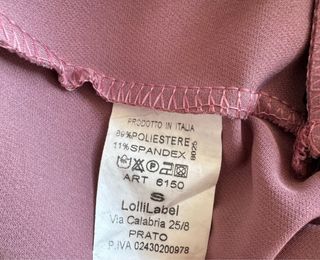 PRODOTTO IN ITALIA
89% POLIESTERE
11% SPANDEX
ART 6150
S
LolliLabel
Via Calabria 25/8
PRATO
P.IVA 02430200978